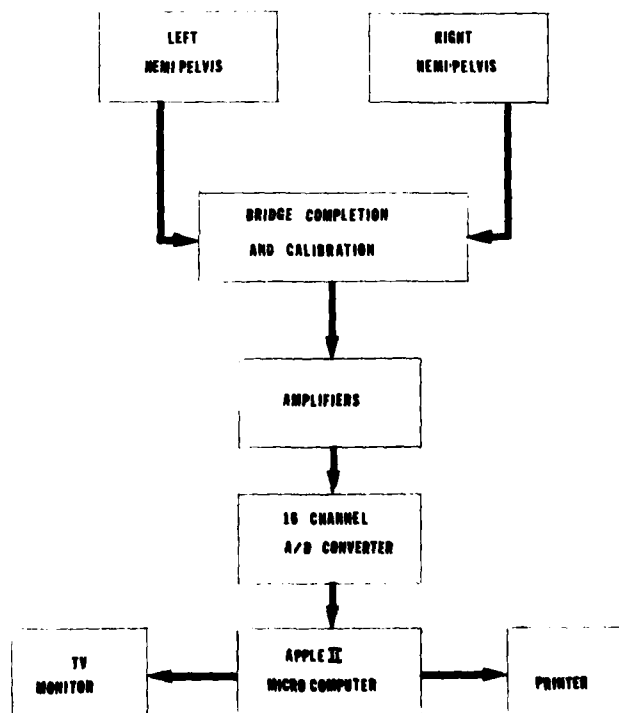 LEFT
HEMI PELVIS
RIGHT
HEMI-PELVIS
BRIDGE COMPLETION
AND CALIBRATION
AMPLIFIERS
16 CHANNEL
A/D CONVERTER
TV
MONITOR
APPLE II
MICRO COMPUTER
PRINTER